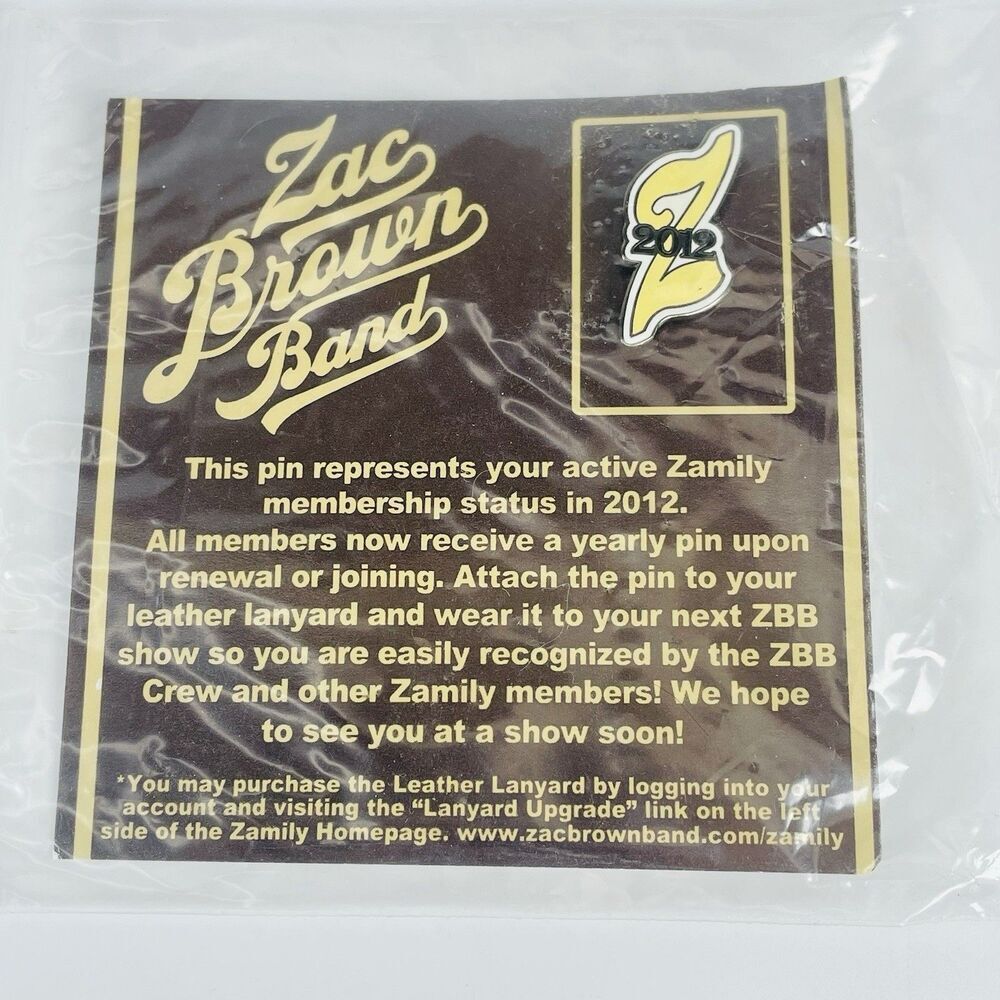 Zac
Brown
Band
Z
2012
This pin represents your active Zamily
membership status in 2012.
All members now receive a yearly pin upon
renewal or joining. Attach the pin to your
leather lanyard and wear it to your next ZBB
show so you are easily recognized by the ZBB
Crew and other Zamily members! We hope
to see you at a show soon!
*You may purchase the Leather Lanyard by logging into your
account and visiting the “Lanyard Upgrade” link on the left
side of the Zamily Homepage. www.zacbrownband.com/zamily